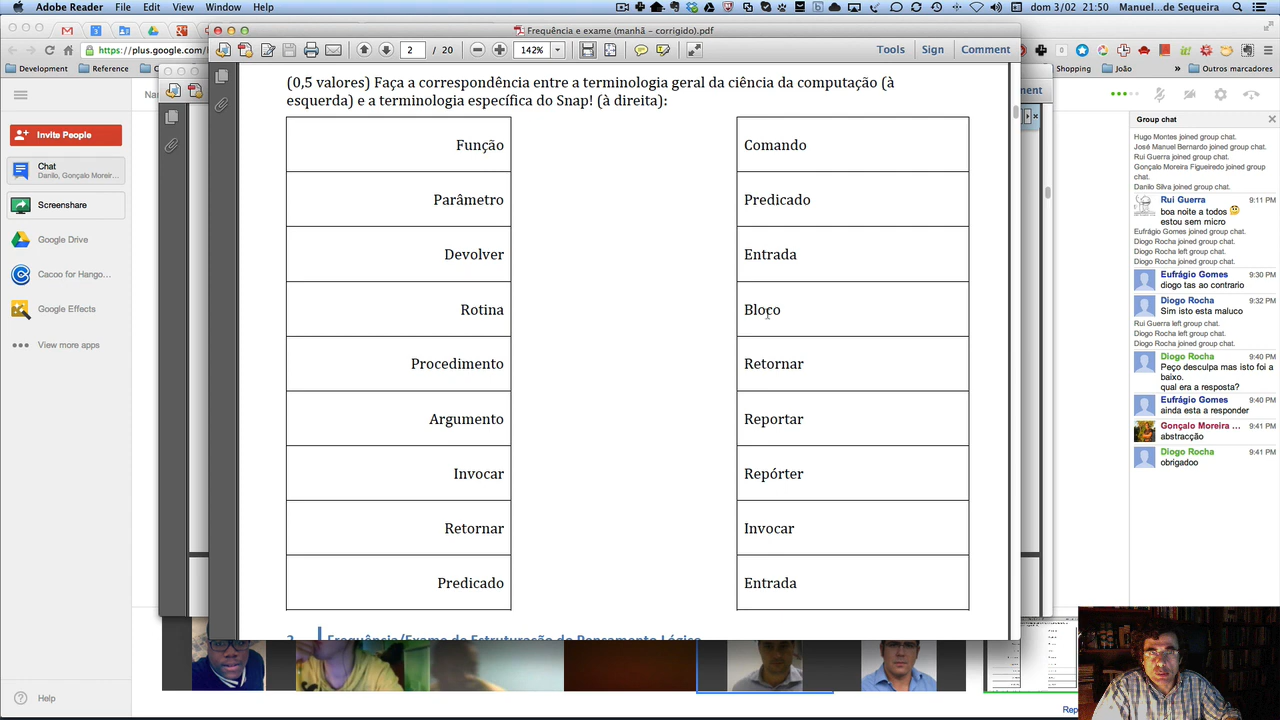 Adobe Reader File Edit View Window Help
dom 3/02 21:50 Manuel...de Sequeira
Frequência e exame (manhã – corrigido).pdf
2 / 20 142% Tools Sign Comment
https://plus.google.com/
Development Reference
Shopping João » Outros marcadores
Invite People
Chat
Danilo, Gonçalo Moreir...
Screenshare
Google Drive
Cacoo for Hango...
Google Effects
View more apps
Help
(0,5 valores) Faça a correspondência entre a terminologia geral da ciência da computação (à
esquerda) e a terminologia específica do Snap! (à direita):
Função Comando
Parâmetro Predicado
Devolver Entrada
Rotina Bloco
Procedimento Retornar
Argumento Reportar
Invocar Repórter
Retornar Invocar
Predicado Entrada
Group chat
Hugo Montes joined group chat.
José Manuel Bernardo joined group chat.
Rui Guerra joined group chat.
Gonçalo Moreira Figueiredo joined group
chat.
Danilo Silva joined group chat.
Rui Guerra 9:11 PM
boa noite a todos
estou sem micro
Eufrágio Gomes joined group chat.
Diogo Rocha joined group chat.
Diogo Rocha left group chat.
Diogo Rocha joined group chat.
Eufrágio Gomes 9:30 PM
diogo tas ao contrario
Diogo Rocha 9:32 PM
Sim isto esta maluco
Rui Guerra left group chat.
Diogo Rocha left group chat.
Diogo Rocha joined group chat.
Diogo Rocha 9:40 PM
Peço desculpa mas isto foi a
baixo.
qual era a resposta?
Eufrágio Gomes 9:40 PM
ainda esta a responder
Gonçalo Moreira ... 9:41 PM
abstracção
Diogo Rocha 9:41 PM
obrigadoo